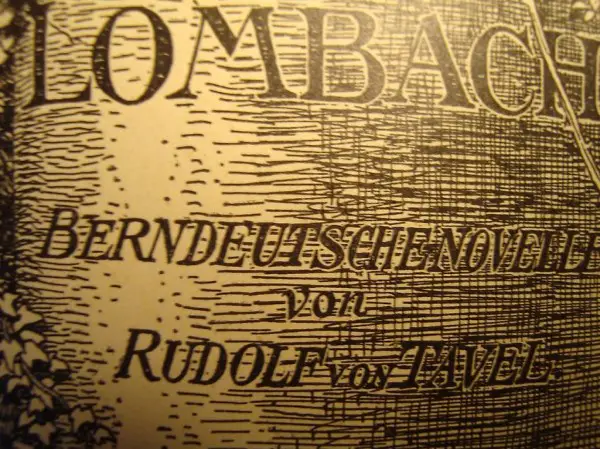 LOMBACH
BERNDEUTSCHE NOVELLE
von
RUDOLF VON TAVEL